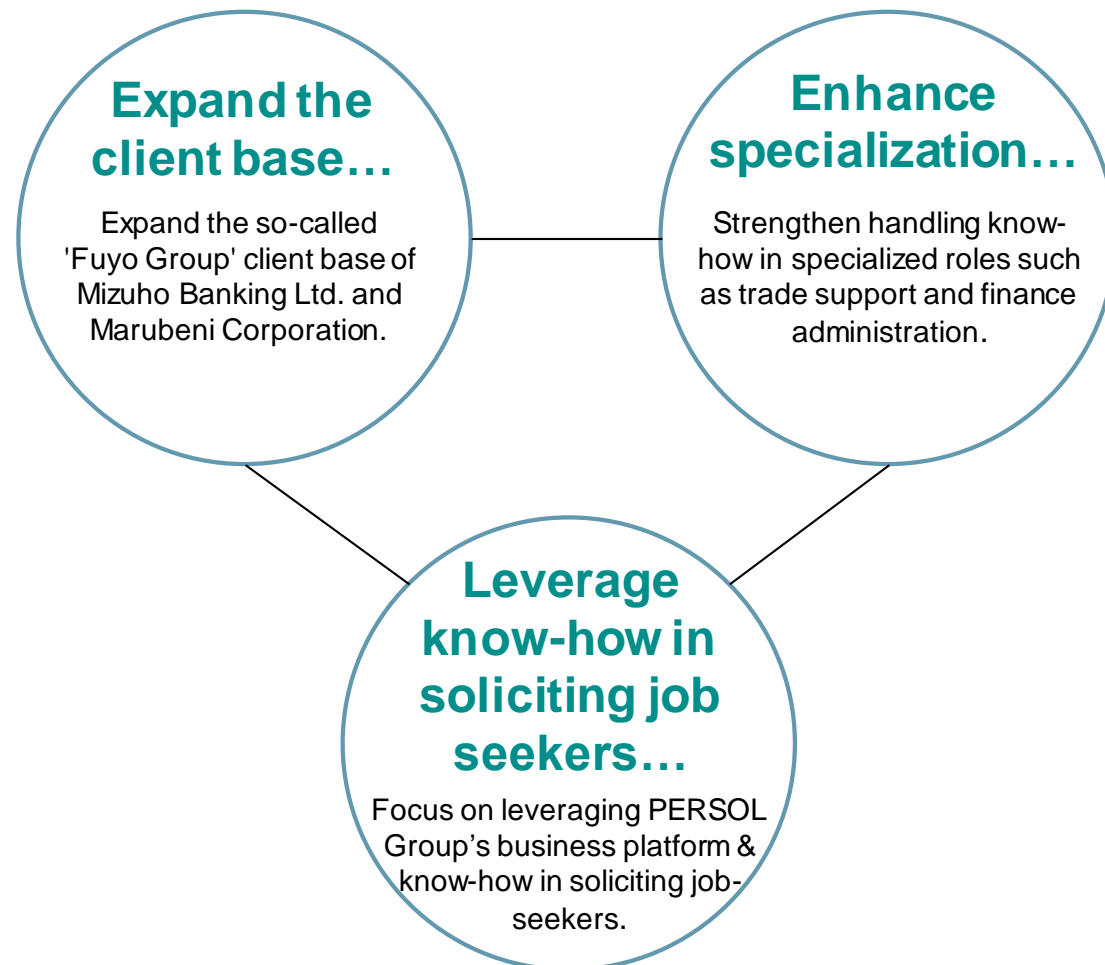 Expand the
client base…
Expand the so-called
'Fuyo Group' client base of
Mizuho Banking Ltd. and
Marubeni Corporation.
Enhance
specialization…
Strengthen handling know-
how in specialized roles such
as trade support and finance
administration.
Leverage
know-how in
soliciting job
seekers…
Focus on leveraging PERSOL
Group’s business platform &
know-how in soliciting job-
seekers.